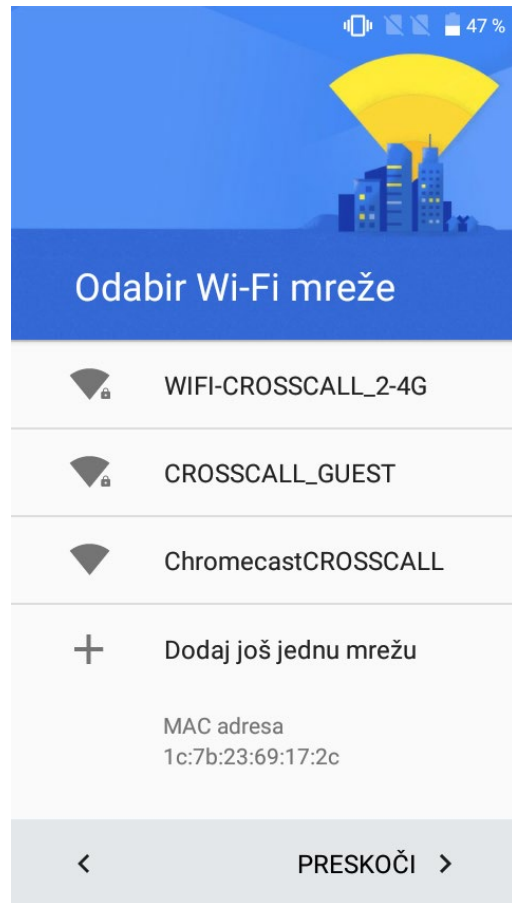 47 %
Odabir Wi-Fi mreže
WIFI-CROSSCALL_2-4G
CROSSCALL_GUEST
ChromecastCROSSCALL
Dodaj još jednu mrežu
MAC adresa
1c:7b:23:69:17:2c
PRESKOČI